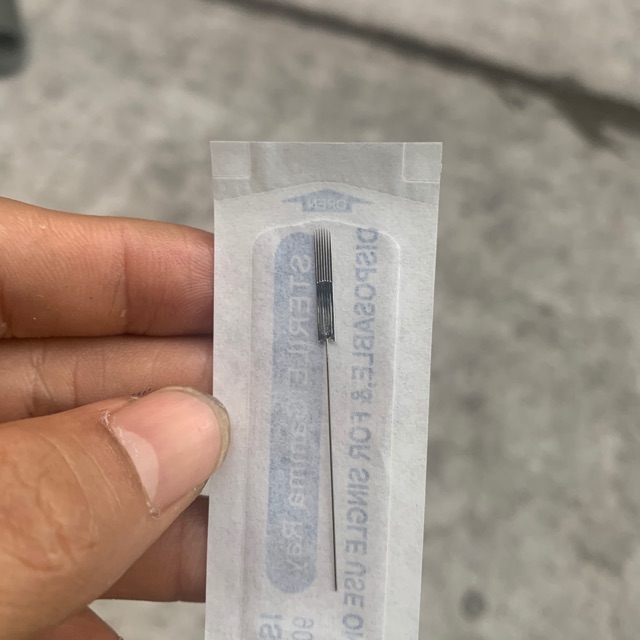 OPEN
STERILE Gamma Ray
DISPOSABLE & FOR SINGLE USE